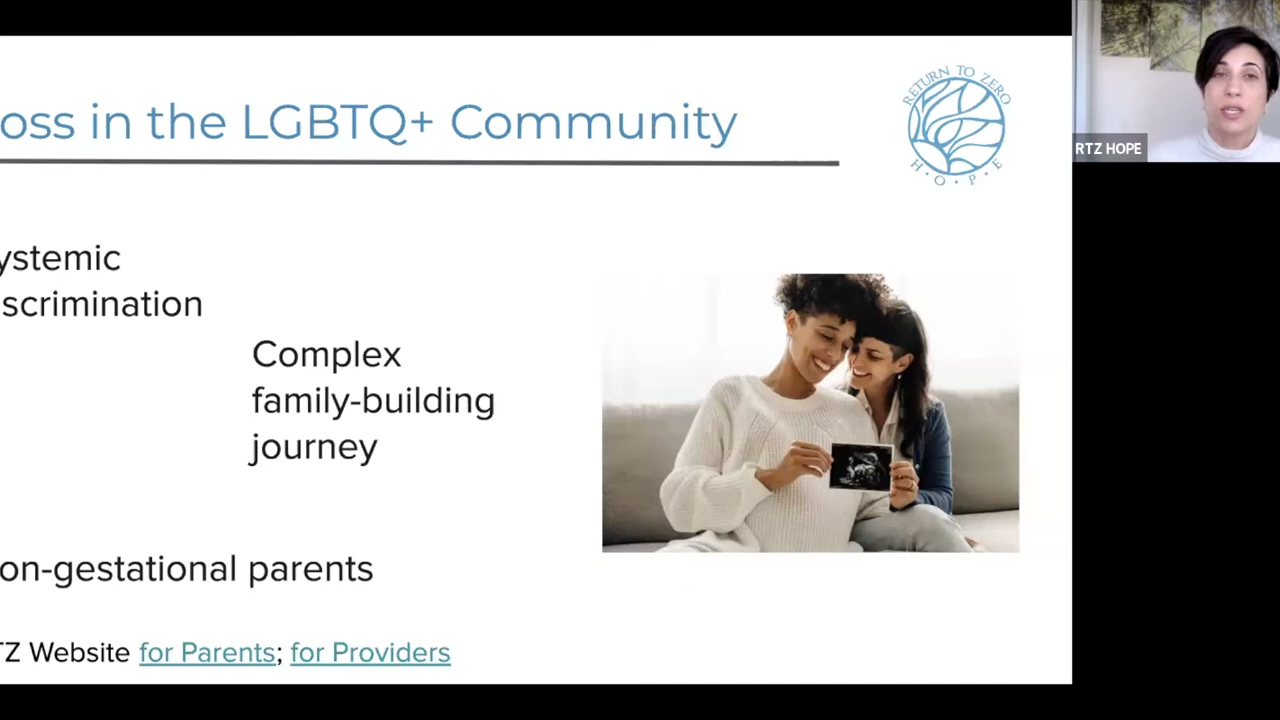 oss in the LGBTQ+ Community
RETURN TO ZERO
H·O·P·E
RTZ HOPE
ystemic
scrimination
Complex
family-building
journey
on-gestational parents
TZ Website for Parents; for Providers